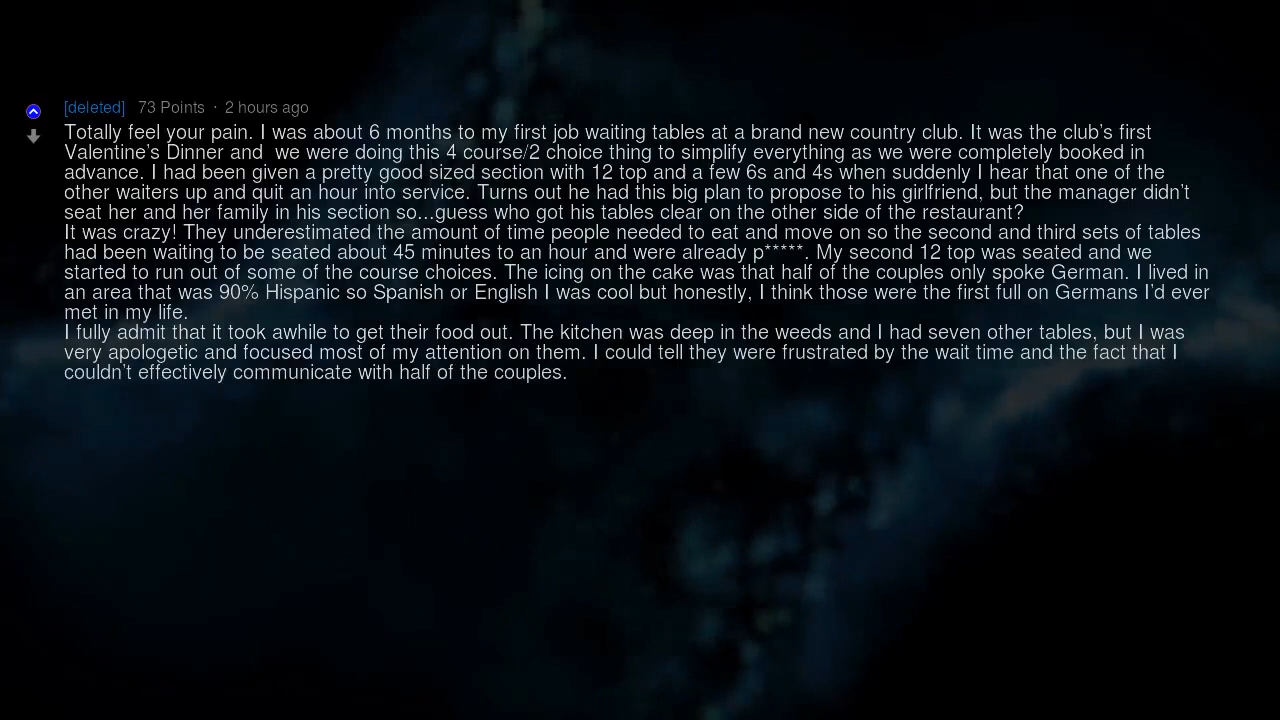 [deleted] 73 Points · 2 hours ago
Totally feel your pain. I was about 6 months to my first job waiting tables at a brand new country club. It was the club's first
Valentine's Dinner and  we were doing this 4 course/2 choice thing to simplify everything as we were completely booked in
advance. I had been given a pretty good sized section with 12 top and a few 6s and 4s when suddenly I hear that one of the
other waiters up and quit an hour into service. Turns out he had this big plan to propose to his girlfriend, but the manager didn't
seat her and her family in his section so...guess who got his tables clear on the other side of the restaurant?
It was crazy! They underestimated the amount of time people needed to eat and move on so the second and third sets of tables
had been waiting to be seated about 45 minutes to an hour and were already p*****. My second 12 top was seated and we
started to run out of some of the course choices. The icing on the cake was that half of the couples only spoke German. I lived in
an area that was 90% Hispanic so Spanish or English I was cool but honestly, I think those were the first full on Germans I'd ever
met in my life.
I fully admit that it took awhile to get their food out. The kitchen was deep in the weeds and I had seven other tables, but I was
very apologetic and focused most of my attention on them. I could tell they were frustrated by the wait time and the fact that I
couldn't effectively communicate with half of the couples.